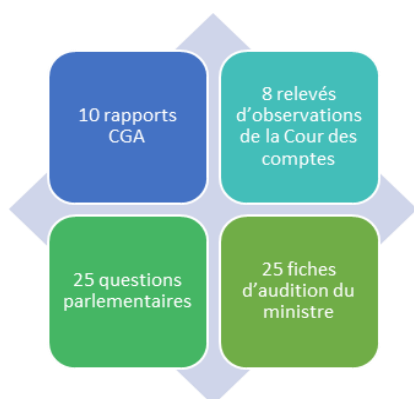 10 rapports
CGA
8 relevés
d'observations
de la Cour des
comptes
25 questions
parlementaires
25 fiches
d'audition du
ministre